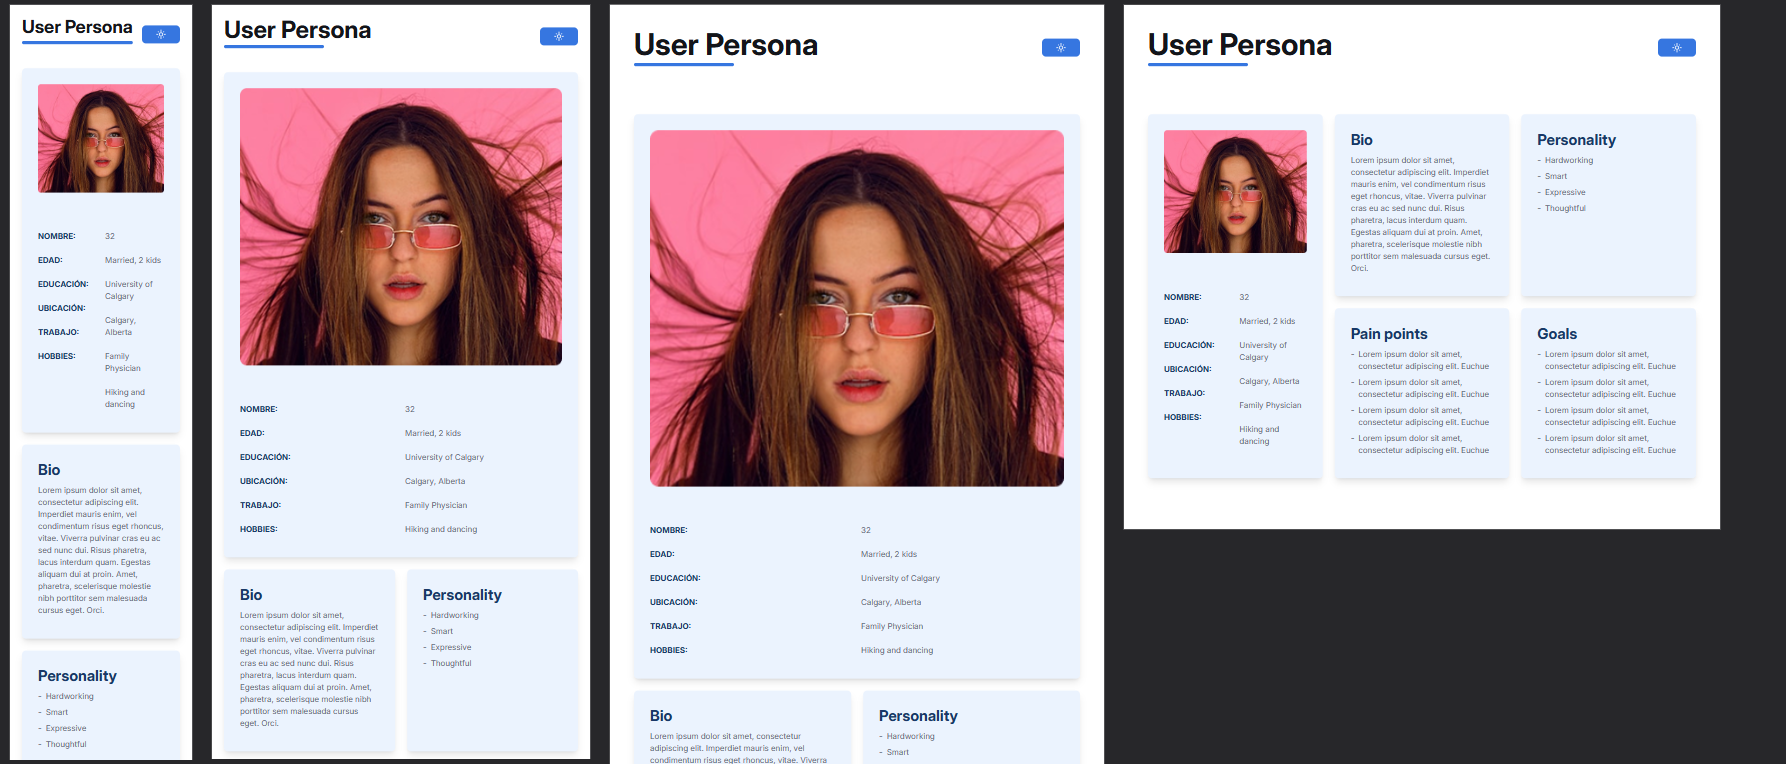 User Persona
NOMBRE: 32
EDAD: Married, 2 kids
EDUCACIÓN: University of
Calgary
UBICACIÓN:
Calgary,
TRABAJO: Alberta
HOBBIES: Family
Physician
Hiking and
dancing
Bio
Lorem ipsum dolor sit amet,
consectetur adipiscing elit.
Imperdiet mauris enim, vel
condimentum risus eget rhoncus,
vitae. Viverra pulvinar cras eu ac
sed nunc dui. Risus pharetra,
lacus interdum quam. Egestas
aliquam dui at proin. Amet,
pharetra, scelerisque molestie
nibh porttitor sem malesuada
cursus eget. Orci.
Personality
- Hardworking
- Smart
- Expressive
- Thoughtful
User Persona
NOMBRE: 32
EDAD: Married, 2 kids
EDUCACIÓN: University of Calgary
UBICACIÓN: Calgary, Alberta
TRABAJO: Family Physician
HOBBIES: Hiking and dancing
Bio
Lorem ipsum dolor sit amet,
consectetur adipiscing elit. Imperdiet
mauris enim, vel condimentum risus
eget rhoncus, vitae. Viverra pulvinar
cras eu ac sed nunc dui. Risus
pharetra, lacus interdum quam.
Egestas aliquam dui at proin. Amet,
pharetra, scelerisque molestie nibh
porttitor sem malesuada cursus
eget. Orci.
Personality
- Hardworking
- Smart
- Expressive
- Thoughtful
User Persona
NOMBRE: 32
EDAD: Married, 2 kids
EDUCACIÓN: University of Calgary
UBICACIÓN: Calgary, Alberta
TRABAJO: Family Physician
HOBBIES: Hiking and dancing
Bio
Lorem ipsum dolor sit amet, consectetur
adipiscing elit. Imperdiet mauris enim, vel
condimentum risus eget rhoncus, vitae. Viverra
Personality
- Hardworking
- Smart
User Persona
NOMBRE: 32
EDAD: Married, 2 kids
EDUCACIÓN: University of
Calgary
UBICACIÓN:
Calgary, Alberta
TRABAJO:
Family Physician
HOBBIES:
Hiking and
dancing
Bio
Lorem ipsum dolor sit amet,
consectetur adipiscing elit. Imperdiet
mauris enim, vel condimentum risus
eget rhoncus, vitae. Viverra pulvinar
cras eu ac sed nunc dui. Risus
pharetra, lacus interdum quam.
Egestas aliquam dui at proin. Amet,
pharetra, scelerisque molestie nibh
porttitor sem malesuada cursus eget.
Orci.
Personality
- Hardworking
- Smart
- Expressive
- Thoughtful
Pain points
- Lorem ipsum dolor sit amet,
consectetur adipiscing elit. Euchue
- Lorem ipsum dolor sit amet,
consectetur adipiscing elit. Euchue
- Lorem ipsum dolor sit amet,
consectetur adipiscing elit. Euchue
- Lorem ipsum dolor sit amet,
consectetur adipiscing elit. Euchue
Goals
- Lorem ipsum dolor sit amet,
consectetur adipiscing elit. Euchue
- Lorem ipsum dolor sit amet,
consectetur adipiscing elit. Euchue
- Lorem ipsum dolor sit amet,
consectetur adipiscing elit. Euchue
- Lorem ipsum dolor sit amet,
consectetur adipiscing elit. Euchue